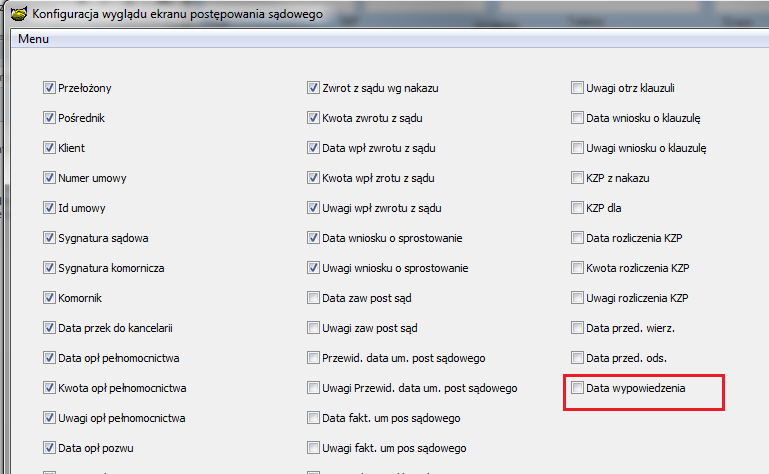 Konfiguracja wyglądu ekranu postępowania sądowego
Menu
Przełożony
Pośrednik
Klient
Numer umowy
Id umowy
Sygnatura sądowa
Sygnatura komornicza
Komornik
Data przek do kancelarii
Data opł pełnomocnictwa
Kwota opł pełnomocnictwa
Uwagi opł pełnomocnictwa
Data opł pozwu
Zwrot z sądu wg nakazu
Kwota zwrotu z sądu
Data wpł zwrotu z sądu
Kwota wpł zrotu z sądu
Uwagi wpł zwrotu z sądu
Data wniosku o sprostowanie
Uwagi wniosku o sprostowanie
Data zaw post sąd
Uwagi zaw post sąd
Przewid. data um. post sądowego
Uwagi Przewid. data um. post sądowego
Data fakt. um pos sądowego
Uwagi fakt. um pos sądowego
Uwagi otrz klauzuli
Data wniosku o klauzulę
Uwagi wniosku o klauzulę
KZP z nakazu
KZP dla
Data rozliczenia KZP
Kwota rozliczenia KZP
Uwagi rozliczenia KZP
Data przed. wierz.
Data przed. ods.
Data wypowiedzenia